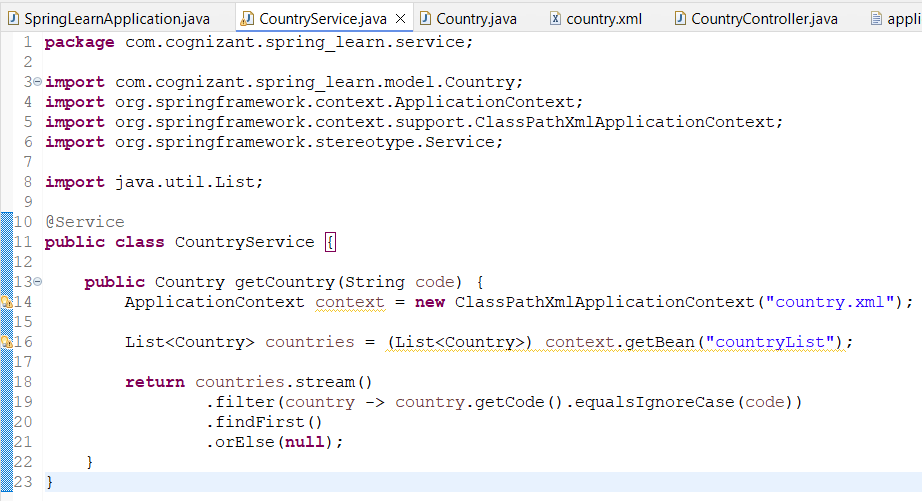 SpringLearnApplication.java CountryService.java Country.java country.xml CountryController.java appli
1 package com.cognizant.spring_learn.service;
2
3 import com.cognizant.spring_learn.model.Country;
4 import org.springframework.context.ApplicationContext;
5 import org.springframework.context.support.ClassPathXmlApplicationContext;
6 import org.springframework.stereotype.Service;
7
8 import java.util.List;
9
10 @Service
11 public class CountryService {
12
13     public Country getCountry(String code) {
14         ApplicationContext context = new ClassPathXmlApplicationContext("country.xml");
15
16         List<Country> countries = (List<Country>) context.getBean("countryList");
17
18         return countries.stream()
19                 .filter(country -> country.getCode().equalsIgnoreCase(code))
20                 .findFirst()
21                 .orElse(null);
22     }
23 }